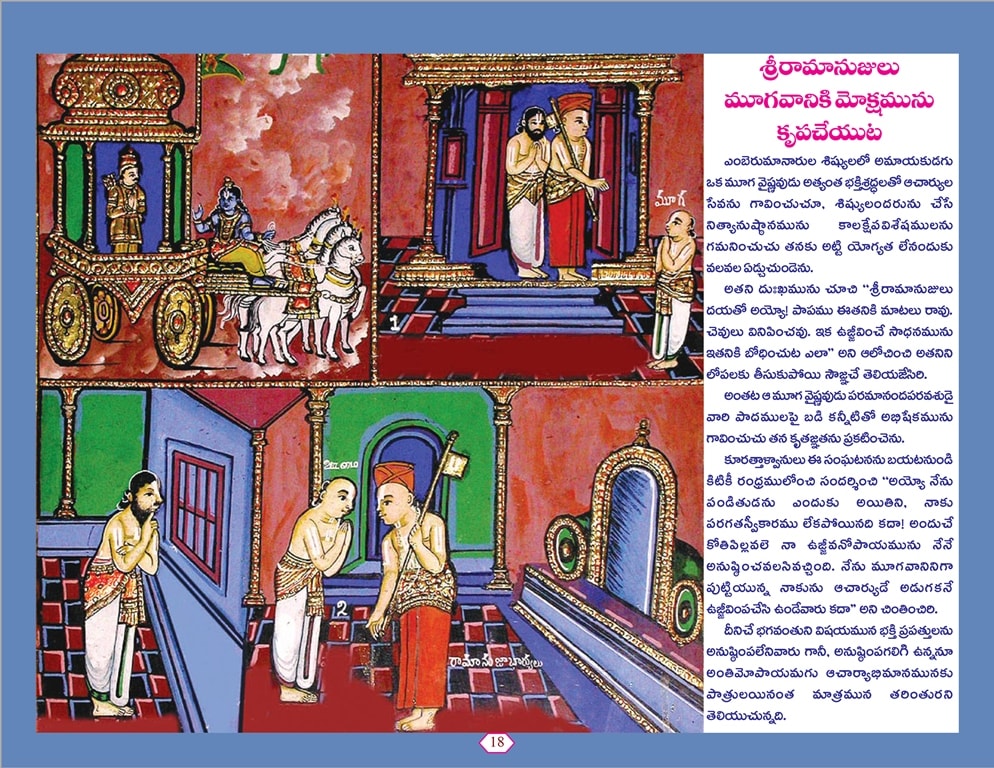 శ్రీరామానుజులు
మూగవానికి మోక్షమును
కృపచేయుట
ఎంబెరుమానారుల శిష్యులలో అమాయకుడగు
ఒక మూగ వైష్ణవుడు అత్యంత భక్తిశ్రద్ధలతో ఆచార్యుల
సేవను గావించుచూ, శిష్యులందరును చేసే
నిత్యానుష్ఠానమును కాలక్షేపవిశేషములను
గమనించుచు తనకు అట్టి యోగ్యత లేనందుకు
వలవల ఏడ్చుచుండెను.
అతని దుఃఖమును చూచి “శ్రీరామానుజులు
దయతో అయ్యో! పాపము ఈతనికి మాటలు రావు.
చెవులు వినిపించవు. ఇక ఉజ్జీవించే సాధనమును
ఇతనికి బోధించుట ఎలా” అని ఆలోచించి అతనిని
లోపలకు తీసుకుపోయి సౌజ్ఞచే తెలియజేసిరి.
అంతట ఆ మూగ వైష్ణవుడు పరమానందపరవశుడై
వారి పాదములపై బడి కన్నీటితో అభిషేకమును
గావించుచు తన కృతజ్ఞతను ప్రకటించెను.
కూరత్తాళ్వానులు ఈ సంఘటనను బయటనుండి
కిటికీ రంధ్రములోంచి సందర్శించి “అయ్యో నేను
పండితుడను ఎందుకు అయితిని, నాకు
పరగతస్వీకారము లేకపోయినది కదా! అందుచే
కోతిపిల్లవలె నా ఉజ్జీవనోపాయమును నేనే
అనుష్ఠించవలసివచ్చింది. నేను మూగవానినిగా
పుట్టియున్న నాకును ఆచార్యుడే అడుగకనే
ఉజ్జీవింపచేసి ఉండేవారు కదా” అని చింతించిరి.
దీనిచే భగవంతుని విషయమున భక్తి ప్రపత్తులను
అనుష్ఠింపలేనివారు గానీ, అనుష్ఠింపగలిగి ఉన్ననూ
అంతిమోపాయమగు ఆచార్యాభిమానమునకు
పాత్రులయినంత మాత్రమున తరింతురని
తెలియుచున్నది.
మూగ
1
2
రామానుజాచార్యులు
18